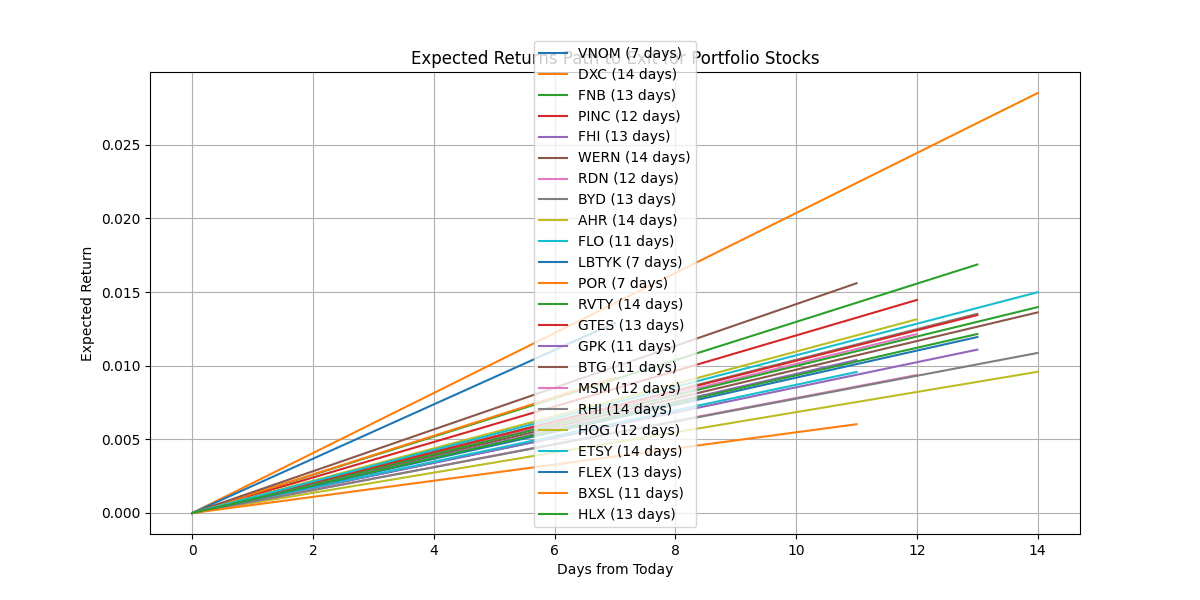 Expected Returns Path to Exit for Portfolio Stocks
VNOM (7 days)
DXC (14 days)
FNB (13 days)
PINC (12 days)
FHI (13 days)
WERN (14 days)
RDN (12 days)
BYD (13 days)
AHR (14 days)
FLO (11 days)
LBTYK (7 days)
POR (7 days)
RVTY (14 days)
GTES (13 days)
GPK (11 days)
BTG (11 days)
MSM (12 days)
RHI (14 days)
HOG (12 days)
ETSY (14 days)
FLEX (13 days)
BXSL (11 days)
HLX (13 days)
Expected Return
0.025
0.020
0.015
0.010
0.005
0.000
0 2 4 6 8 10 12 14
Days from Today